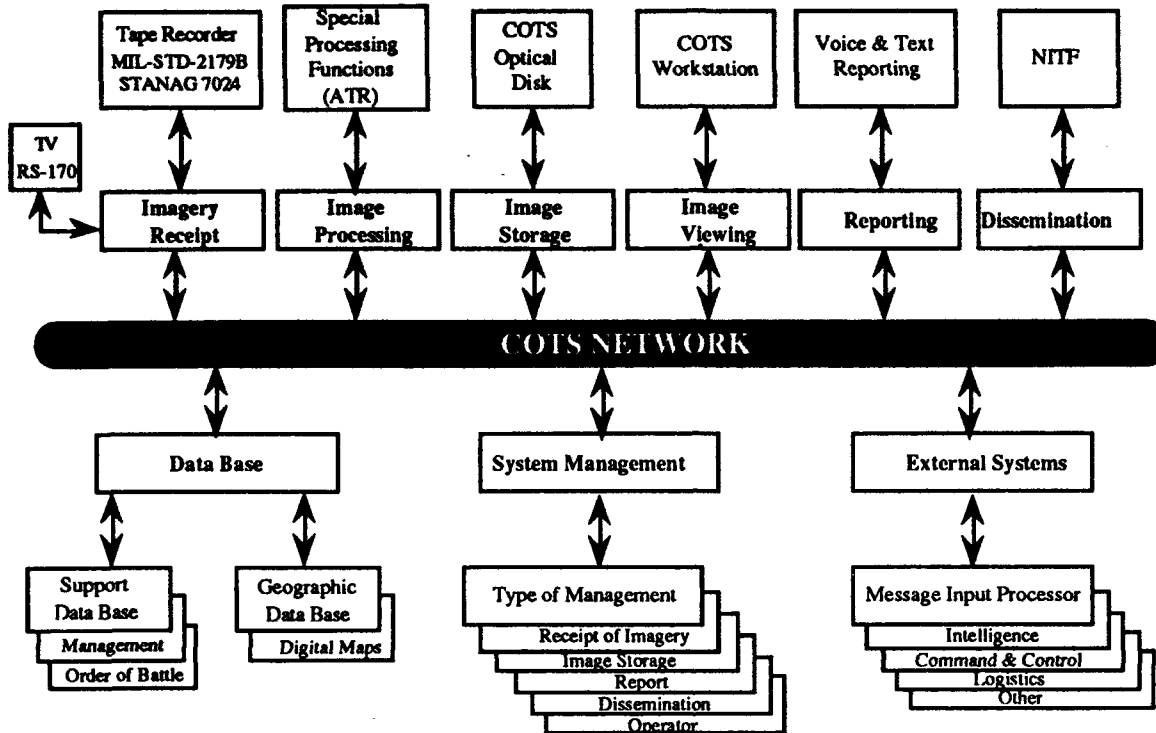 Tape Recorder
MIL-STD-2179B
STANAG 7024
Special
Processing
Functions
(ATR)
COTS
Optical
Disk
COTS
Workstation
Voice & Text
Reporting
NITF
TV
RS-170
Imagery
Receipt
Image
Processing
Image
Storage
Image
Viewing
Reporting
Dissemination
COTS NETWORK
Data Base
System Management
External Systems
Support
Data Base
Management
Order of Battle
Geographic
Data Base
Digital Maps
Type of Management
Receipt of Imagery
Image Storage
Report
Dissemination
Operator
Message Input Processor
Intelligence
Command & Control
Logistics
Other